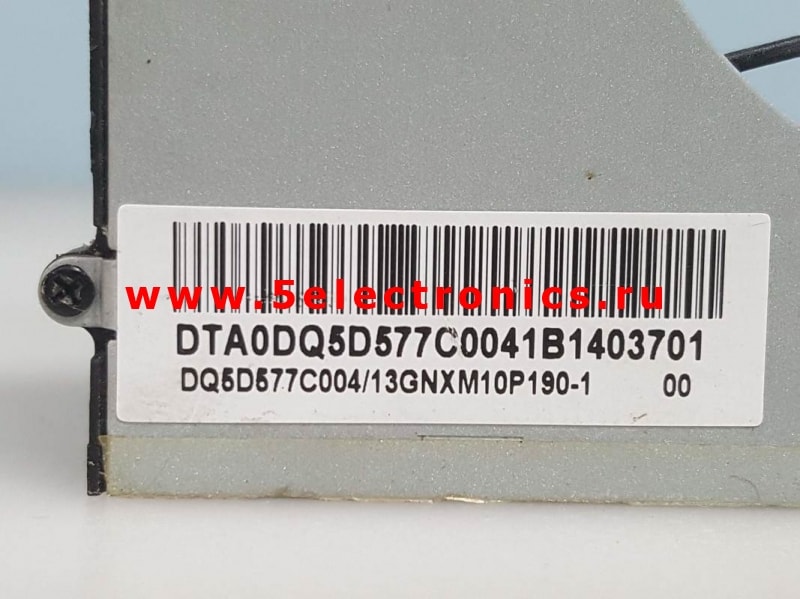 www.5electronics.ru
DTA0DQ5D577C0041B1403701
DQ5D577C004/13GNXM10P190-1 00